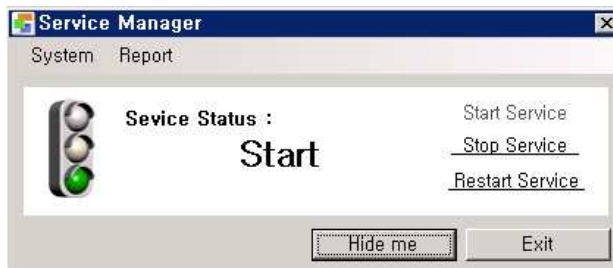 Service Manager
System Report
Sevice Status :
Start
Start Service
Stop Service
Restart Service
Hide me Exit